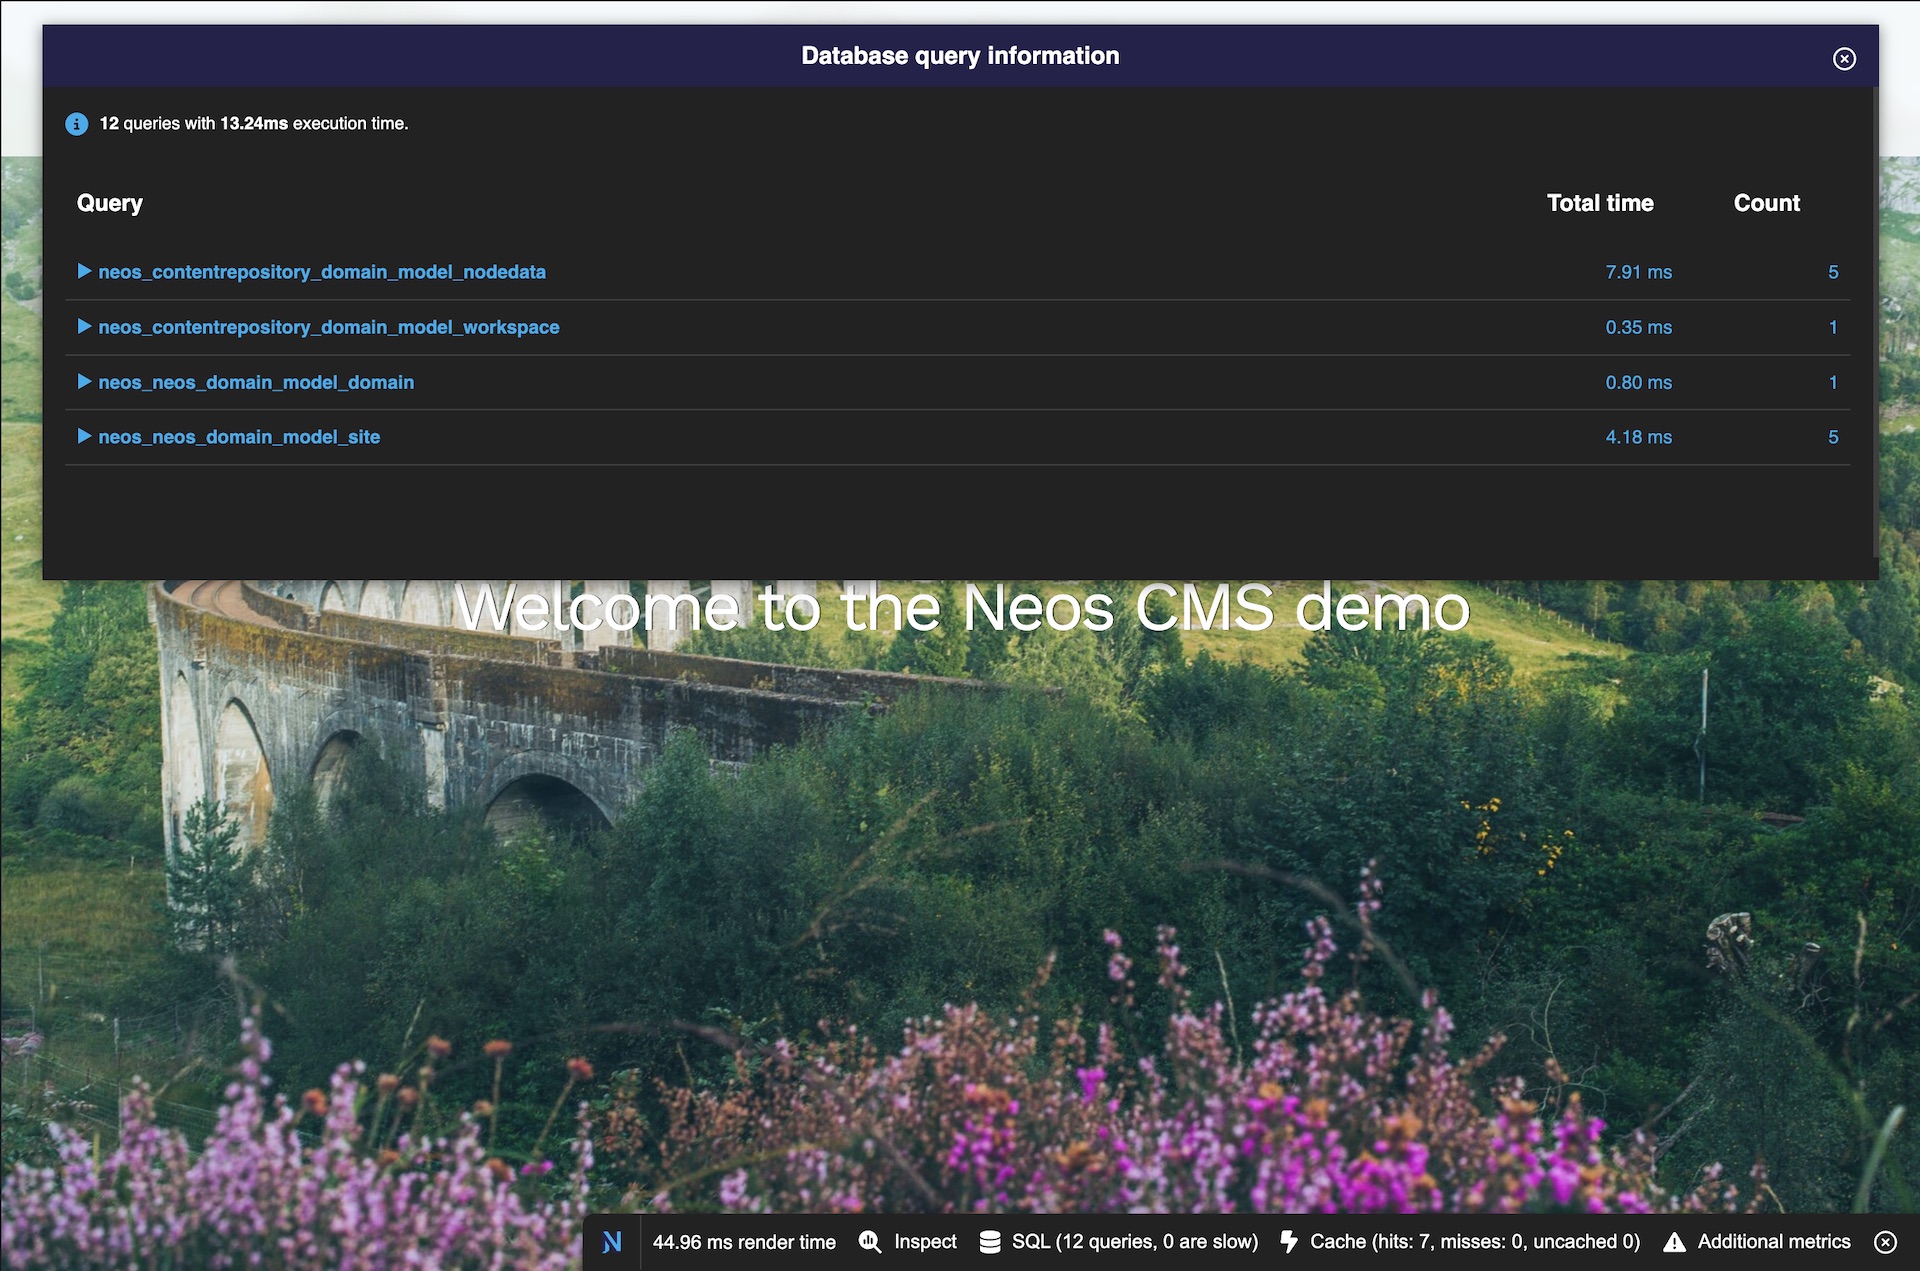 Database query information
12 queries with 13.24ms execution time.
Query Total time Count
neos_contentrepository_domain_model_nodedata 7.91 ms 5
neos_contentrepository_domain_model_workspace 0.35 ms 1
neos_neos_domain_model_domain 0.80 ms 1
neos_neos_domain_model_site 4.18 ms 5
Welcome to the Neos CMS demo
44.96 ms render time Inspect SQL (12 queries, 0 are slow) Cache (hits: 7, misses: 0, uncached 0) Additional metrics